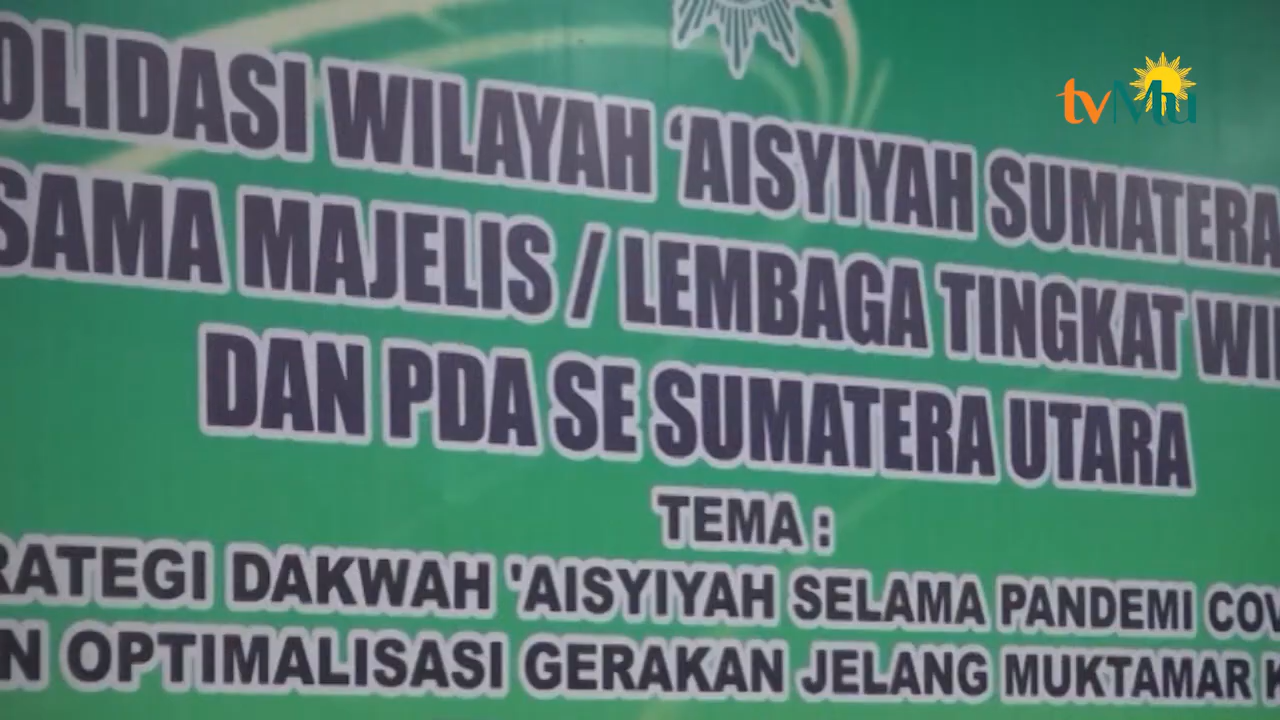 tvMu
OLIDASI WILAYAH 'AISYIYAH SUMATERA
SAMA MAJELIS / LEMBAGA TINGKAT WI
DAN PDA SE SUMATERA UTARA
TEMA :
RATEGI DAKWAH 'AISYIYAH SELAMA PANDEMI COV
N OPTIMALISASI GERAKAN JELANG MUKTAMAR K